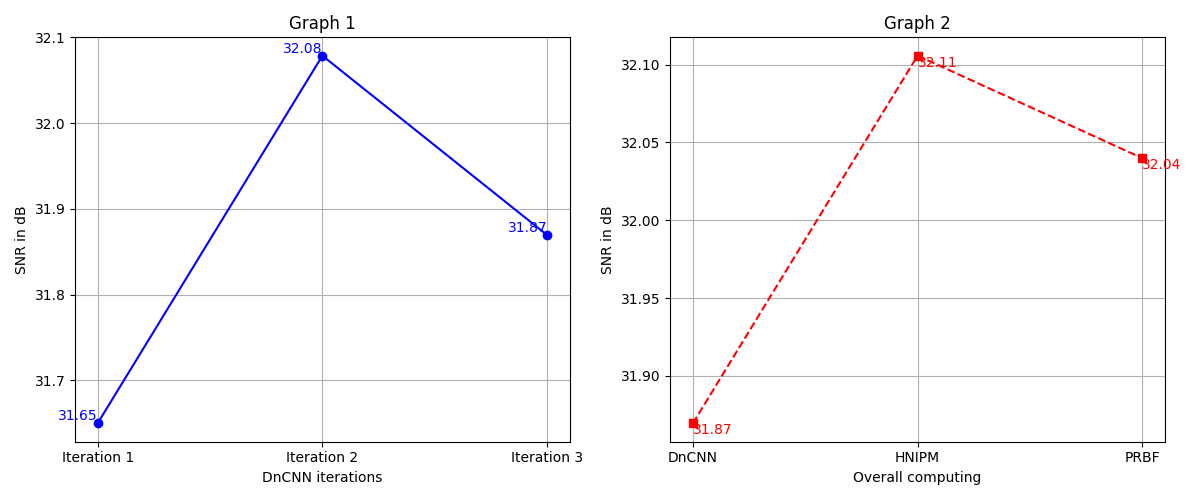 Graph 1
32.1
32.0
31.9
31.8
31.7
SNR in dB
32.08
31.87
31.65
Iteration 1 Iteration 2 Iteration 3
DnCNN iterations
Graph 2
32.10
32.05
32.00
31.95
31.90
SNR in dB
32.11
32.04
31.87
DnCNN HNIPM PRBF
Overall computing